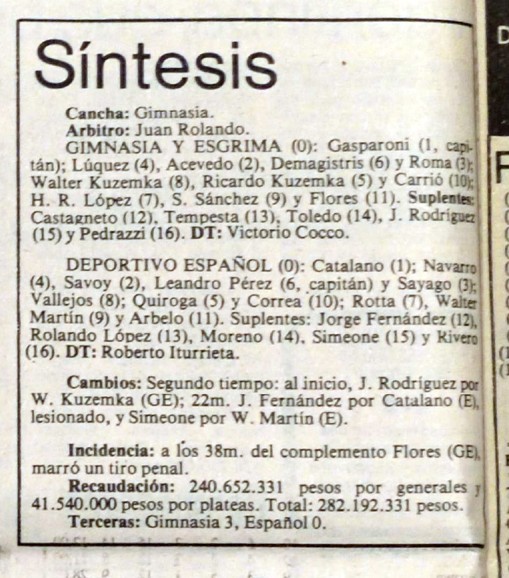 Síntesis
Cancha: Gimnasia.
Arbitro: Juan Rolando.
GIMNASIA Y ESGRIMA (0): Gasparoni (1, capi-
tán); Lúquez (4), Acevedo (2), Demagistris (6) y Roma (3);
Walter Kuzemka (8), Ricardo Kuzemka (5) y Carrió (10);
H. R. López (7), S. Sánchez (9) y Flores (11). Suplentes:
Castagneto (12), Tempesta (13), Toledo (14), J. Rodríguez
(15) y Pedrazzi (16). DT: Victorio Cocco.
DEPORTIVO ESPAÑOL (0): Catalano (1); Navarro
(4), Savoy (2), Leandro Pérez (6, capitán) y Sayago (3);
Vallejos (8); Quiroga (5) y Correa (10); Rotta (7), Walter
Martín (9) y Arbelo (11). Suplentes: Jorge Fernández (12),
Rolando López (13), Moreno (14), Simeone (15) y Rivero
(16). DT: Roberto Iturrieta.
Cambios: Segundo tiempo: al inicio, J. Rodríguez por
W. Kuzemka (GE); 22m. J. Fernández por Catalano (E),
lesionado, y Simeone por W. Martín (E).
Incidencia: a los 38m. del complemento Flores (GE),
marró un tiro penal.
Recaudación: 240.652.331 pesos por generales y
41.540.000 pesos por plateas. Total: 282.192.331 pesos.
Terceras: Gimnasia 3, Español 0.